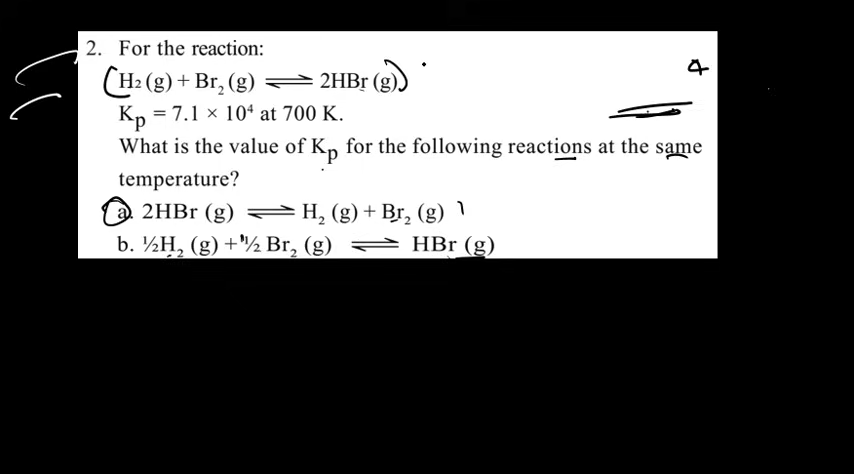 2. For the reaction:
(H₂ (g) + Br₂ (g) ⇌ 2HBr (g))
4
Kp = 7.1 × 10⁴ at 700 K.
What is the value of Kp for the following reactions at the same
temperature?
a. 2HBr (g) ⇌ H₂ (g) + Br₂ (g)
b. ½H₂ (g) + ½ Br₂ (g) ⇌ HBr (g)